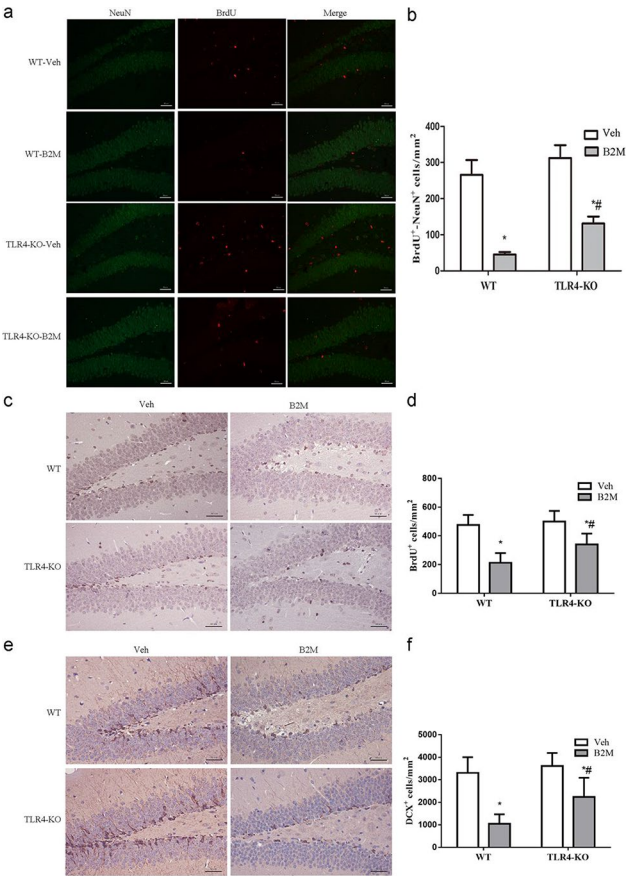 a
NeuN
BrdU
Merge
WT-Veh
WT-B2M
TLR4-KO-Veh
TLR4-KO-B2M
b
Veh
B2M
BrdU⁺-NeuN⁺ cells/mm²
400
300
200
100
0
*
*#
WT
TLR4-KO
c
Veh
B2M
WT
TLR4-KO
d
Veh
B2M
BrdU⁺ cells/mm²
800
600
400
200
0
*
*#
WT
TLR4-KO
e
Veh
B2M
WT
TLR4-KO
f
Veh
B2M
DCX⁺ cells/mm²
5000
4000
3000
2000
1000
0
*
*#
WT
TLR4-KO